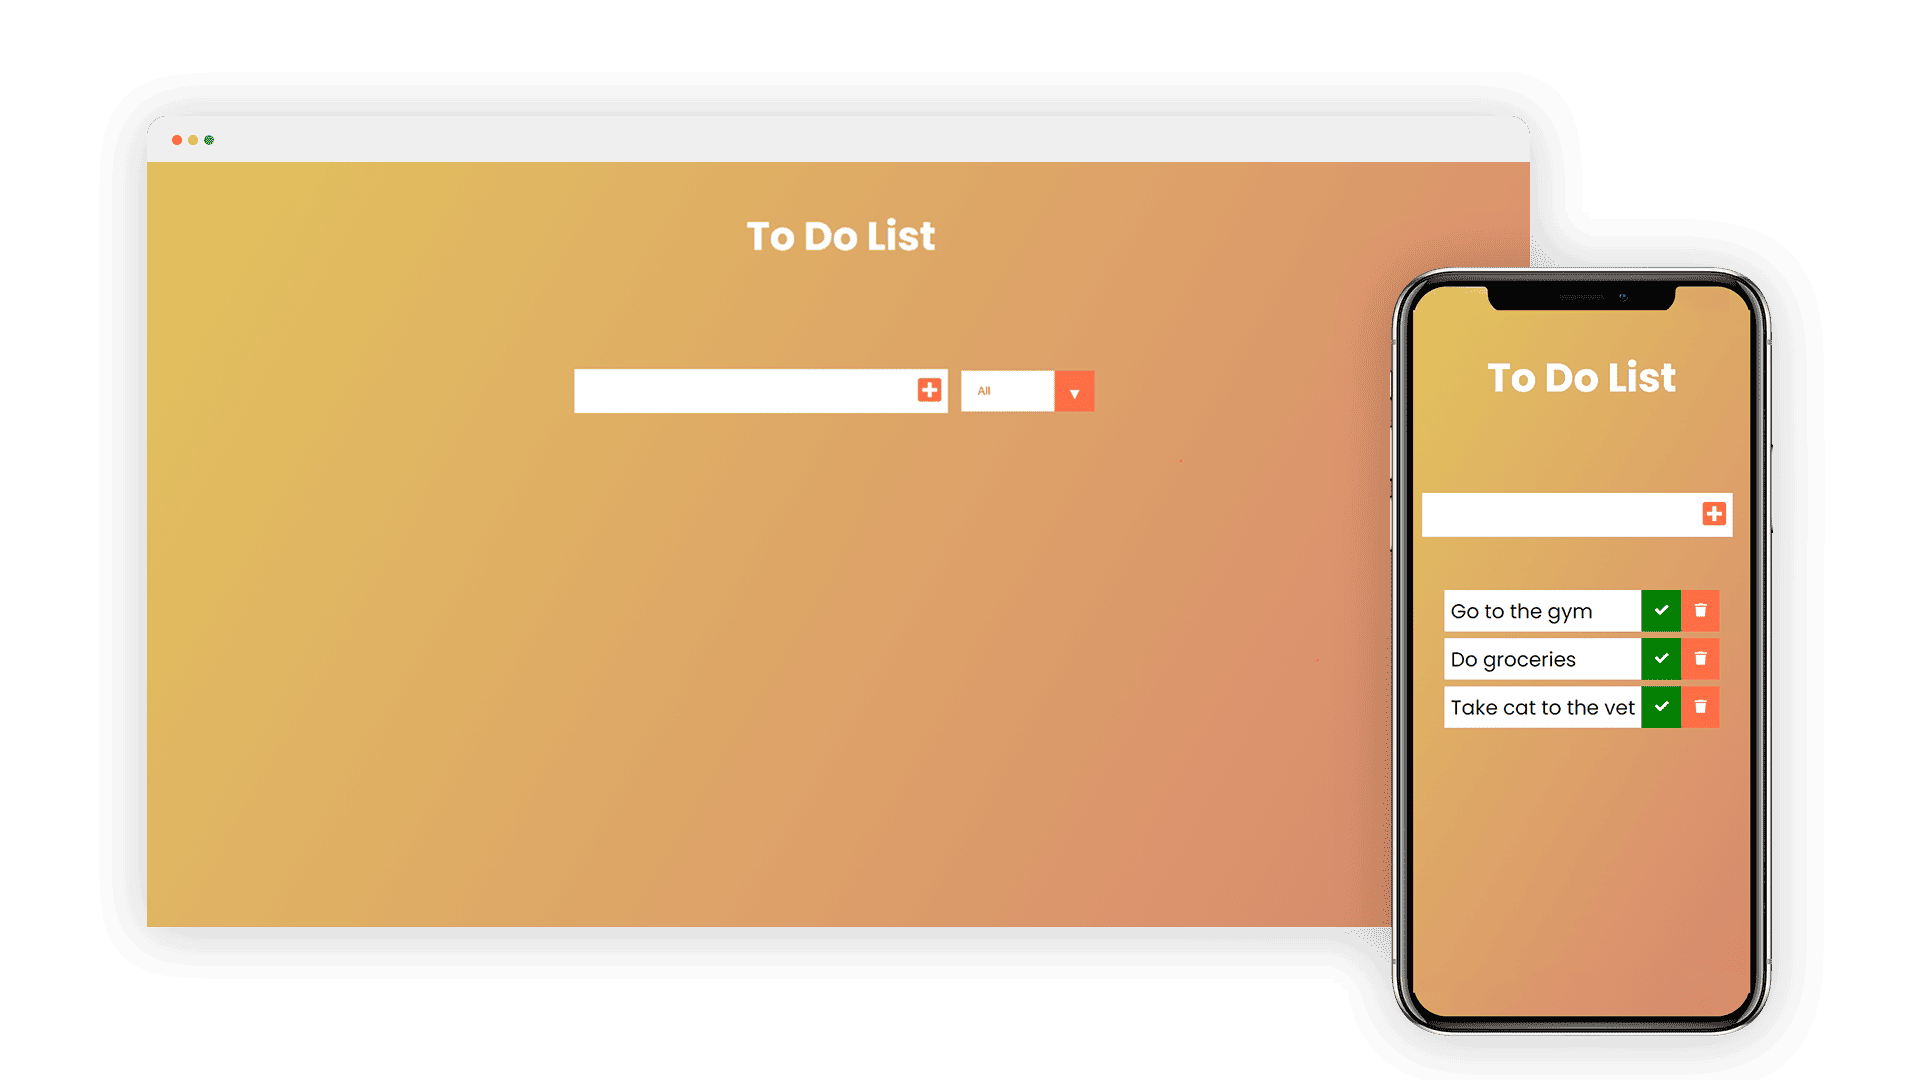 To Do List
All
To Do List
Go to the gym
Do groceries
Take cat to the vet